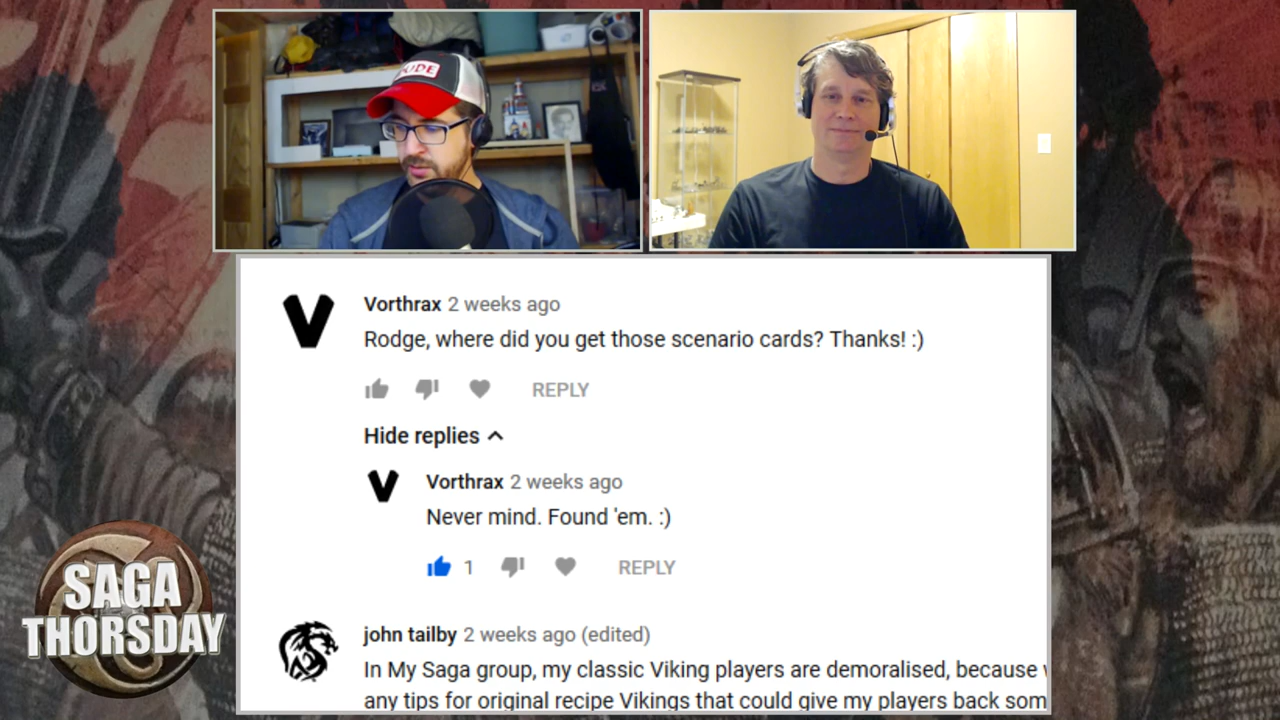 UDE
Vorthrax 2 weeks ago
Rodge, where did you get those scenario cards? Thanks! :)
REPLY
Hide replies
Vorthrax 2 weeks ago
Never mind. Found 'em. :)
1 REPLY
john tailby 2 weeks ago (edited)
In My Saga group, my classic Viking players are demoralised, because
any tips for original recipe Vikings that could give my players back som
SAGA
THORSDAY